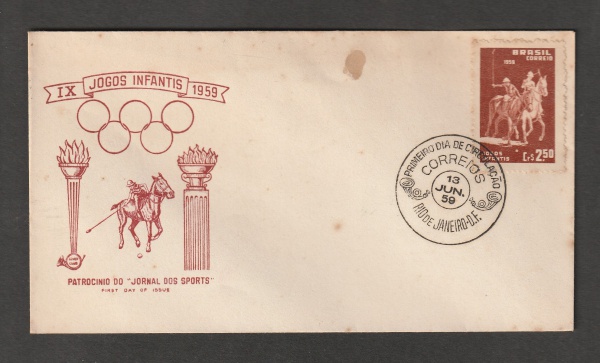 IX JOGOS INFANTIS 1959
PATROCINIO DO "JORNAL DOS SPORTS"
FIRST DAY OF ISSUE
BRASIL
CORREIO
1959
JOGOS
INFANTIS
Cr$ 2,50
PRIMEIRO DIA DE CIRCULAÇÃO
CORREIOS
13
JUN.
59
RIO DE JANEIRO-D.F.